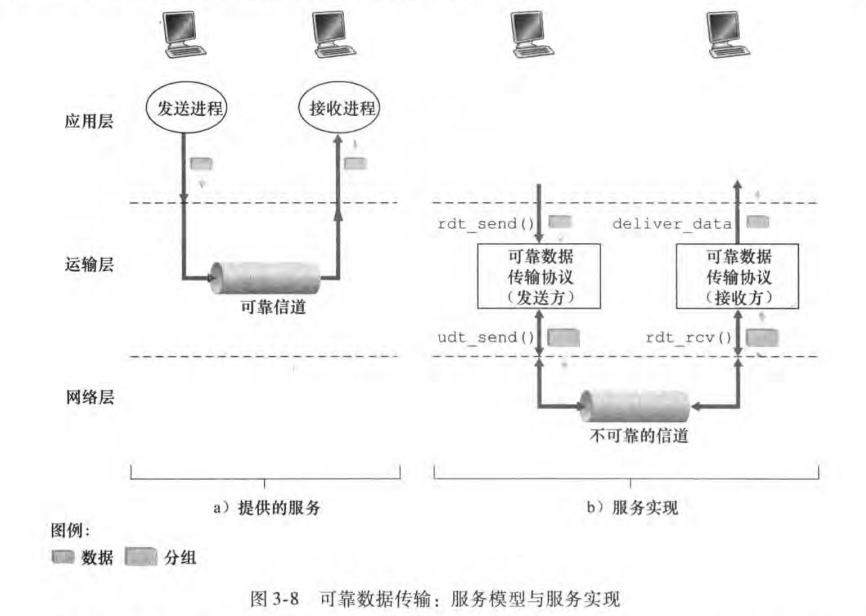 发送进程
接收进程
应用层
rdt_send()
deliver_data
运输层
可靠信道
可靠数据
传输协议
（发送方）
可靠数据
传输协议
（接收方）
udt_send()
rdt_rcv()
网络层
不可靠的信道
a）提供的服务
b）服务实现
图例：
数据
分组
图 3-8 可靠数据传输：服务模型与服务实现